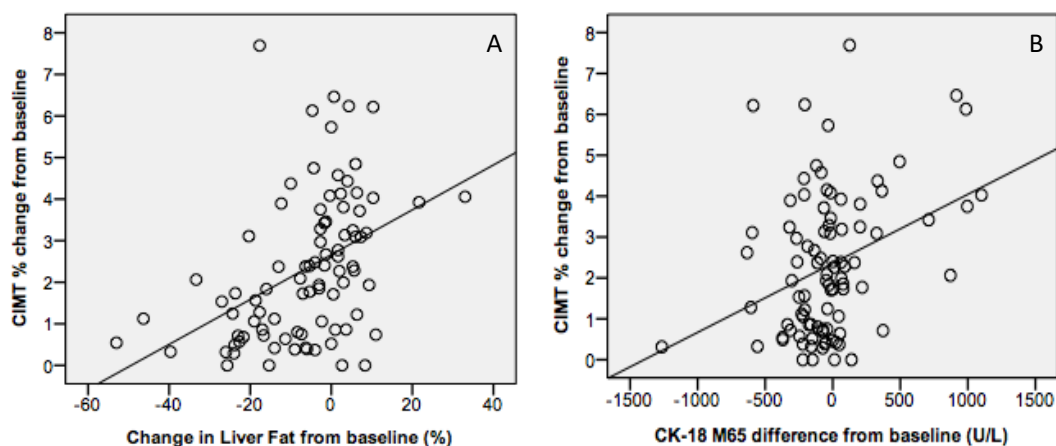 A
CIMT % change from baseline
8
7
6
5
4
3
2
1
0
-60 -40 -20 0 20 40
Change in Liver Fat from baseline (%)
B
CIMT % change from baseline
8
7
6
5
4
3
2
1
0
-1500 -1000 -500 0 500 1000 1500
CK-18 M65 difference from baseline (U/L)